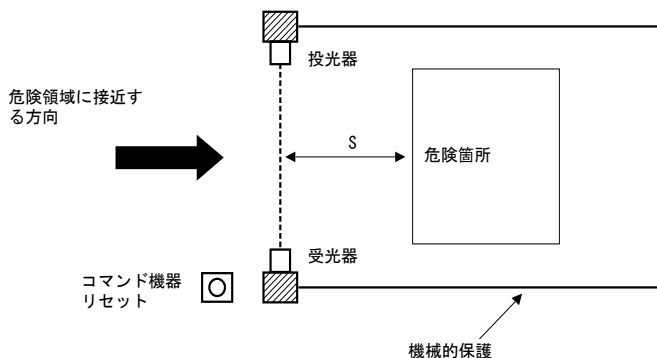 投光器
危険領域に接近す
る方向
S
危険箇所
受光器
コマンド機器
リセット
機械的保護